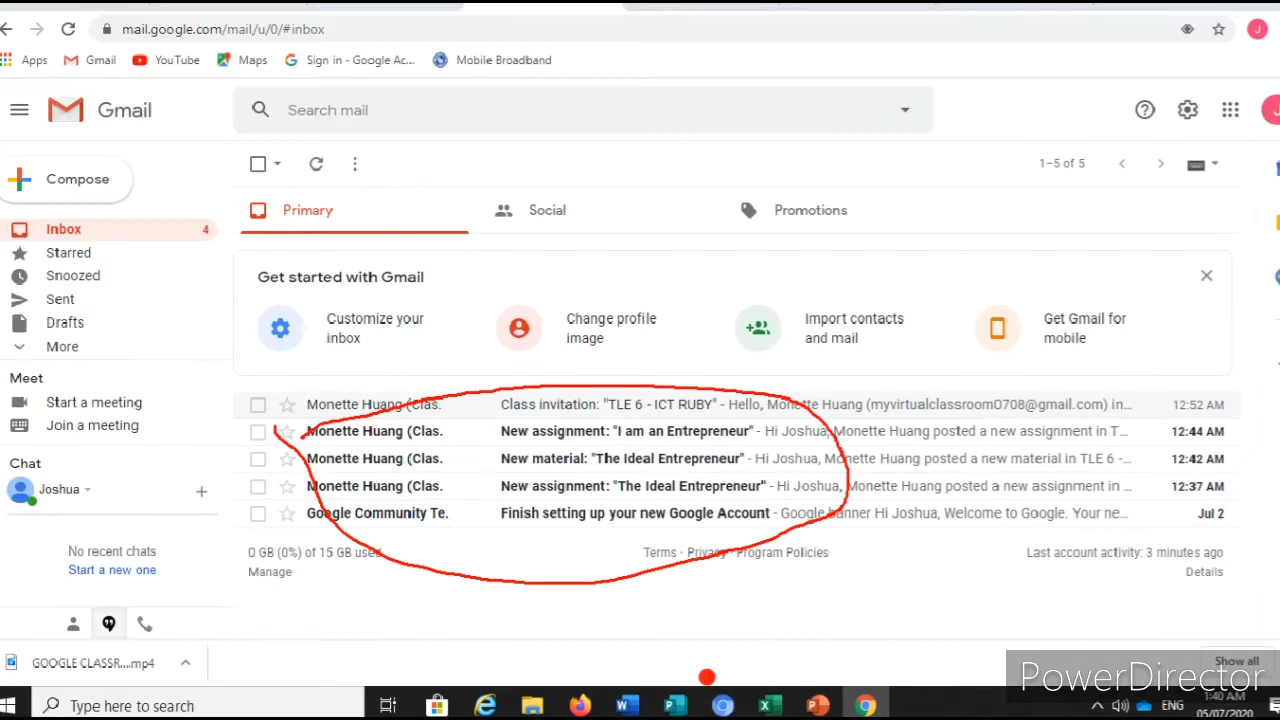 mail.google.com/mail/u/0/#inbox
J
Apps Gmail YouTube Maps Sign in - Google Ac... Mobile Broadband
Gmail
Search mail
Compose
1–5 of 5
Primary Social Promotions
Inbox 4
Starred
Snoozed
Sent
Drafts
More
Get started with Gmail
Customize your inbox
Change profile image
Import contacts and mail
Get Gmail for mobile
Meet
Start a meeting
Join a meeting
Chat
Joshua
No recent chats
Start a new one
Monette Huang (Clas. Class invitation: "TLE 6 - ICT RUBY" - Hello, Monette Huang (myvirtualclassroom0708@gmail.com) in... 12:52 AM
Monette Huang (Clas. New assignment: "I am an Entrepreneur" - Hi Joshua, Monette Huang posted a new assignment in T... 12:44 AM
Monette Huang (Clas. New material: "The Ideal Entrepreneur" - Hi Joshua, Monette Huang posted a new material in TLE 6 -... 12:42 AM
Monette Huang (Clas. New assignment: "The Ideal Entrepreneur" - Hi Joshua, Monette Huang posted a new assignment in ... 12:37 AM
Google Community Te. Finish setting up your new Google Account - Google banner Hi Joshua, Welcome to Google. Your ne... Jul 2
0 GB (0%) of 15 GB used
Manage
Terms · Privacy · Program Policies
Last account activity: 3 minutes ago
Details
GOOGLE CLASSR....mp4
Show all
PowerDirector
Type here to search
ENG
1:40 AM
05/07/2020